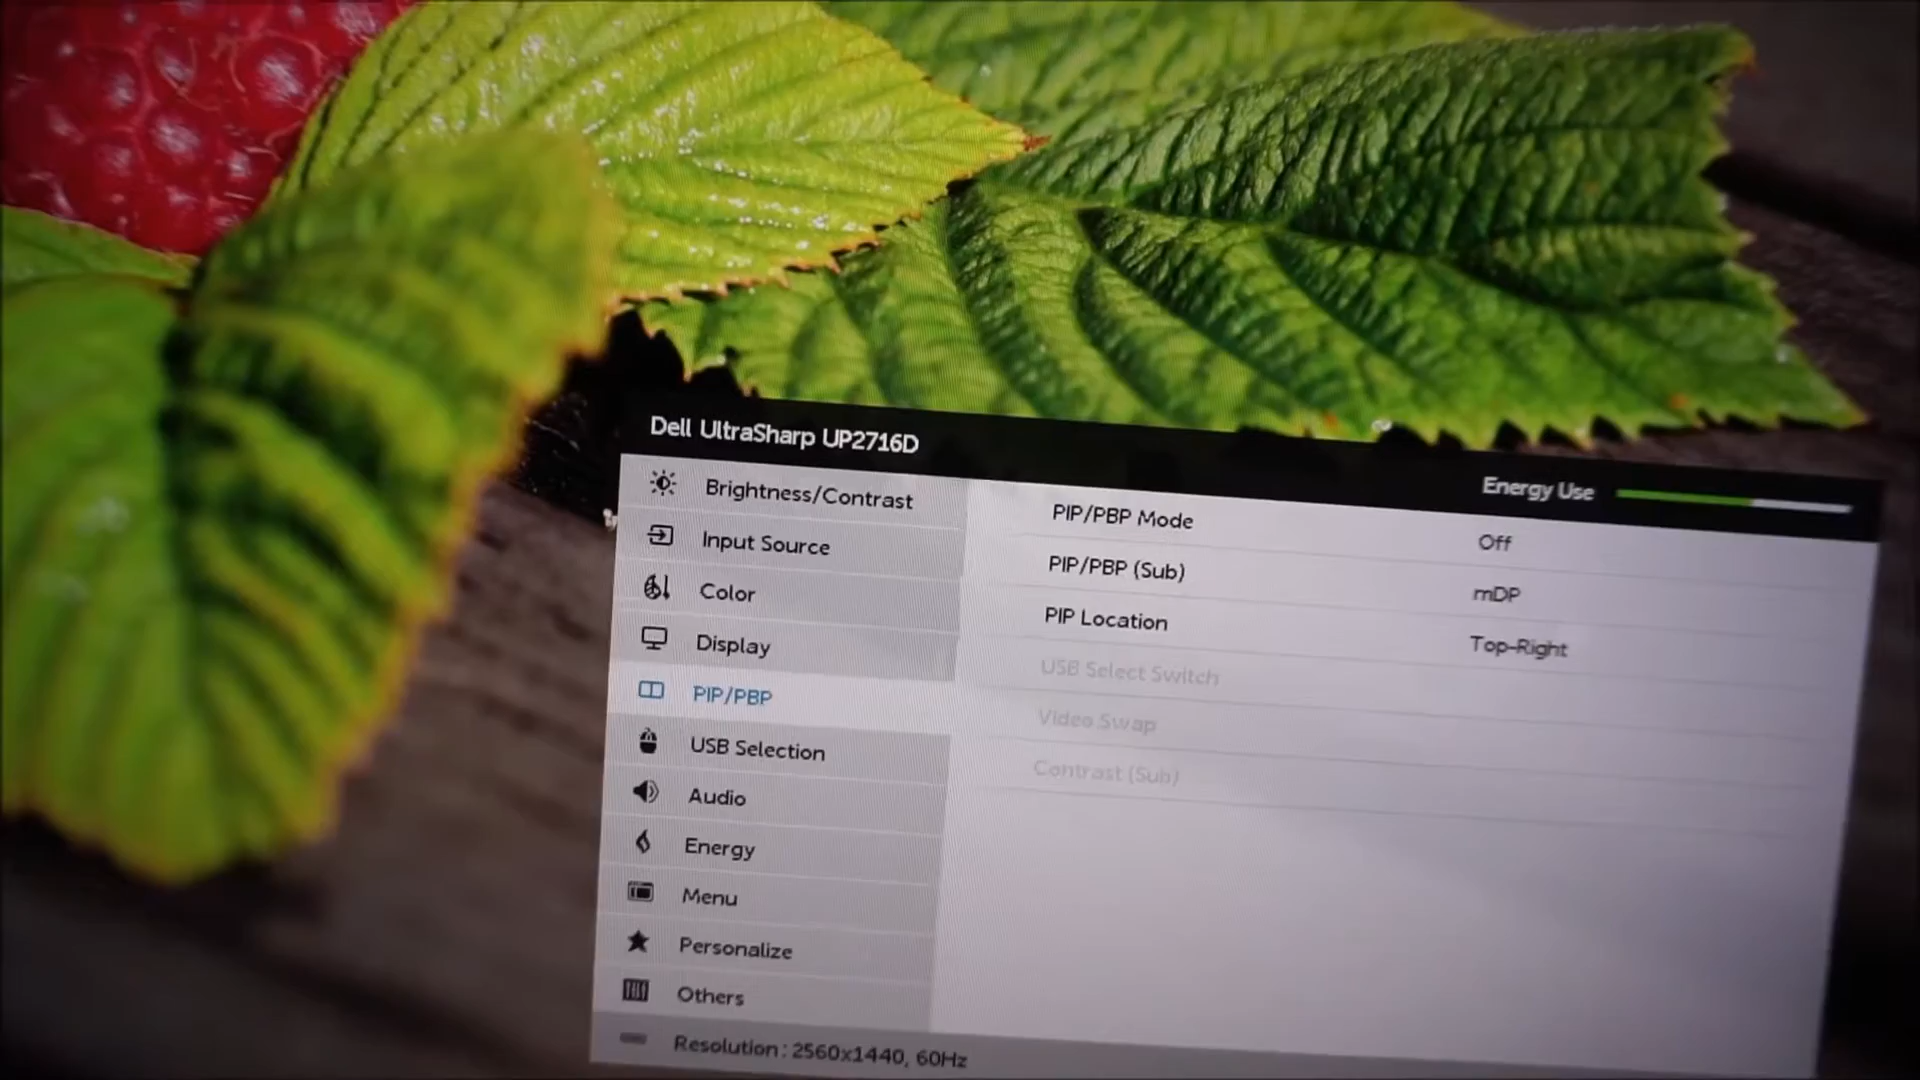 Dell UltraSharp UP2716D
Energy Use
Brightness/Contrast
Input Source
Color
Display
PIP/PBP
USB Selection
Audio
Energy
Menu
Personalize
Others
PIP/PBP Mode Off
PIP/PBP (Sub) mDP
PIP Location Top-Right
USB Select Switch
Video Swap
Contrast (Sub)
Resolution: 2560x1440, 60Hz